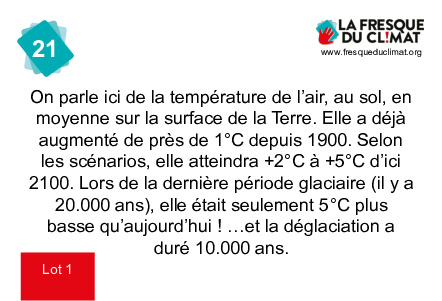 21
LA FRESQUE
DU CL!MAT
www.fresqueduclimat.org
On parle ici de la température de l'air, au sol, en
moyenne sur la surface de la Terre. Elle a déjà
augmenté de près de 1°C depuis 1900. Selon
les scénarios, elle atteindra +2°C à +5°C d'ici
2100. Lors de la dernière période glaciaire (il y a
20.000 ans), elle était seulement 5°C plus
basse qu'aujourd'hui ! …et la déglaciation a
duré 10.000 ans.
Lot 1